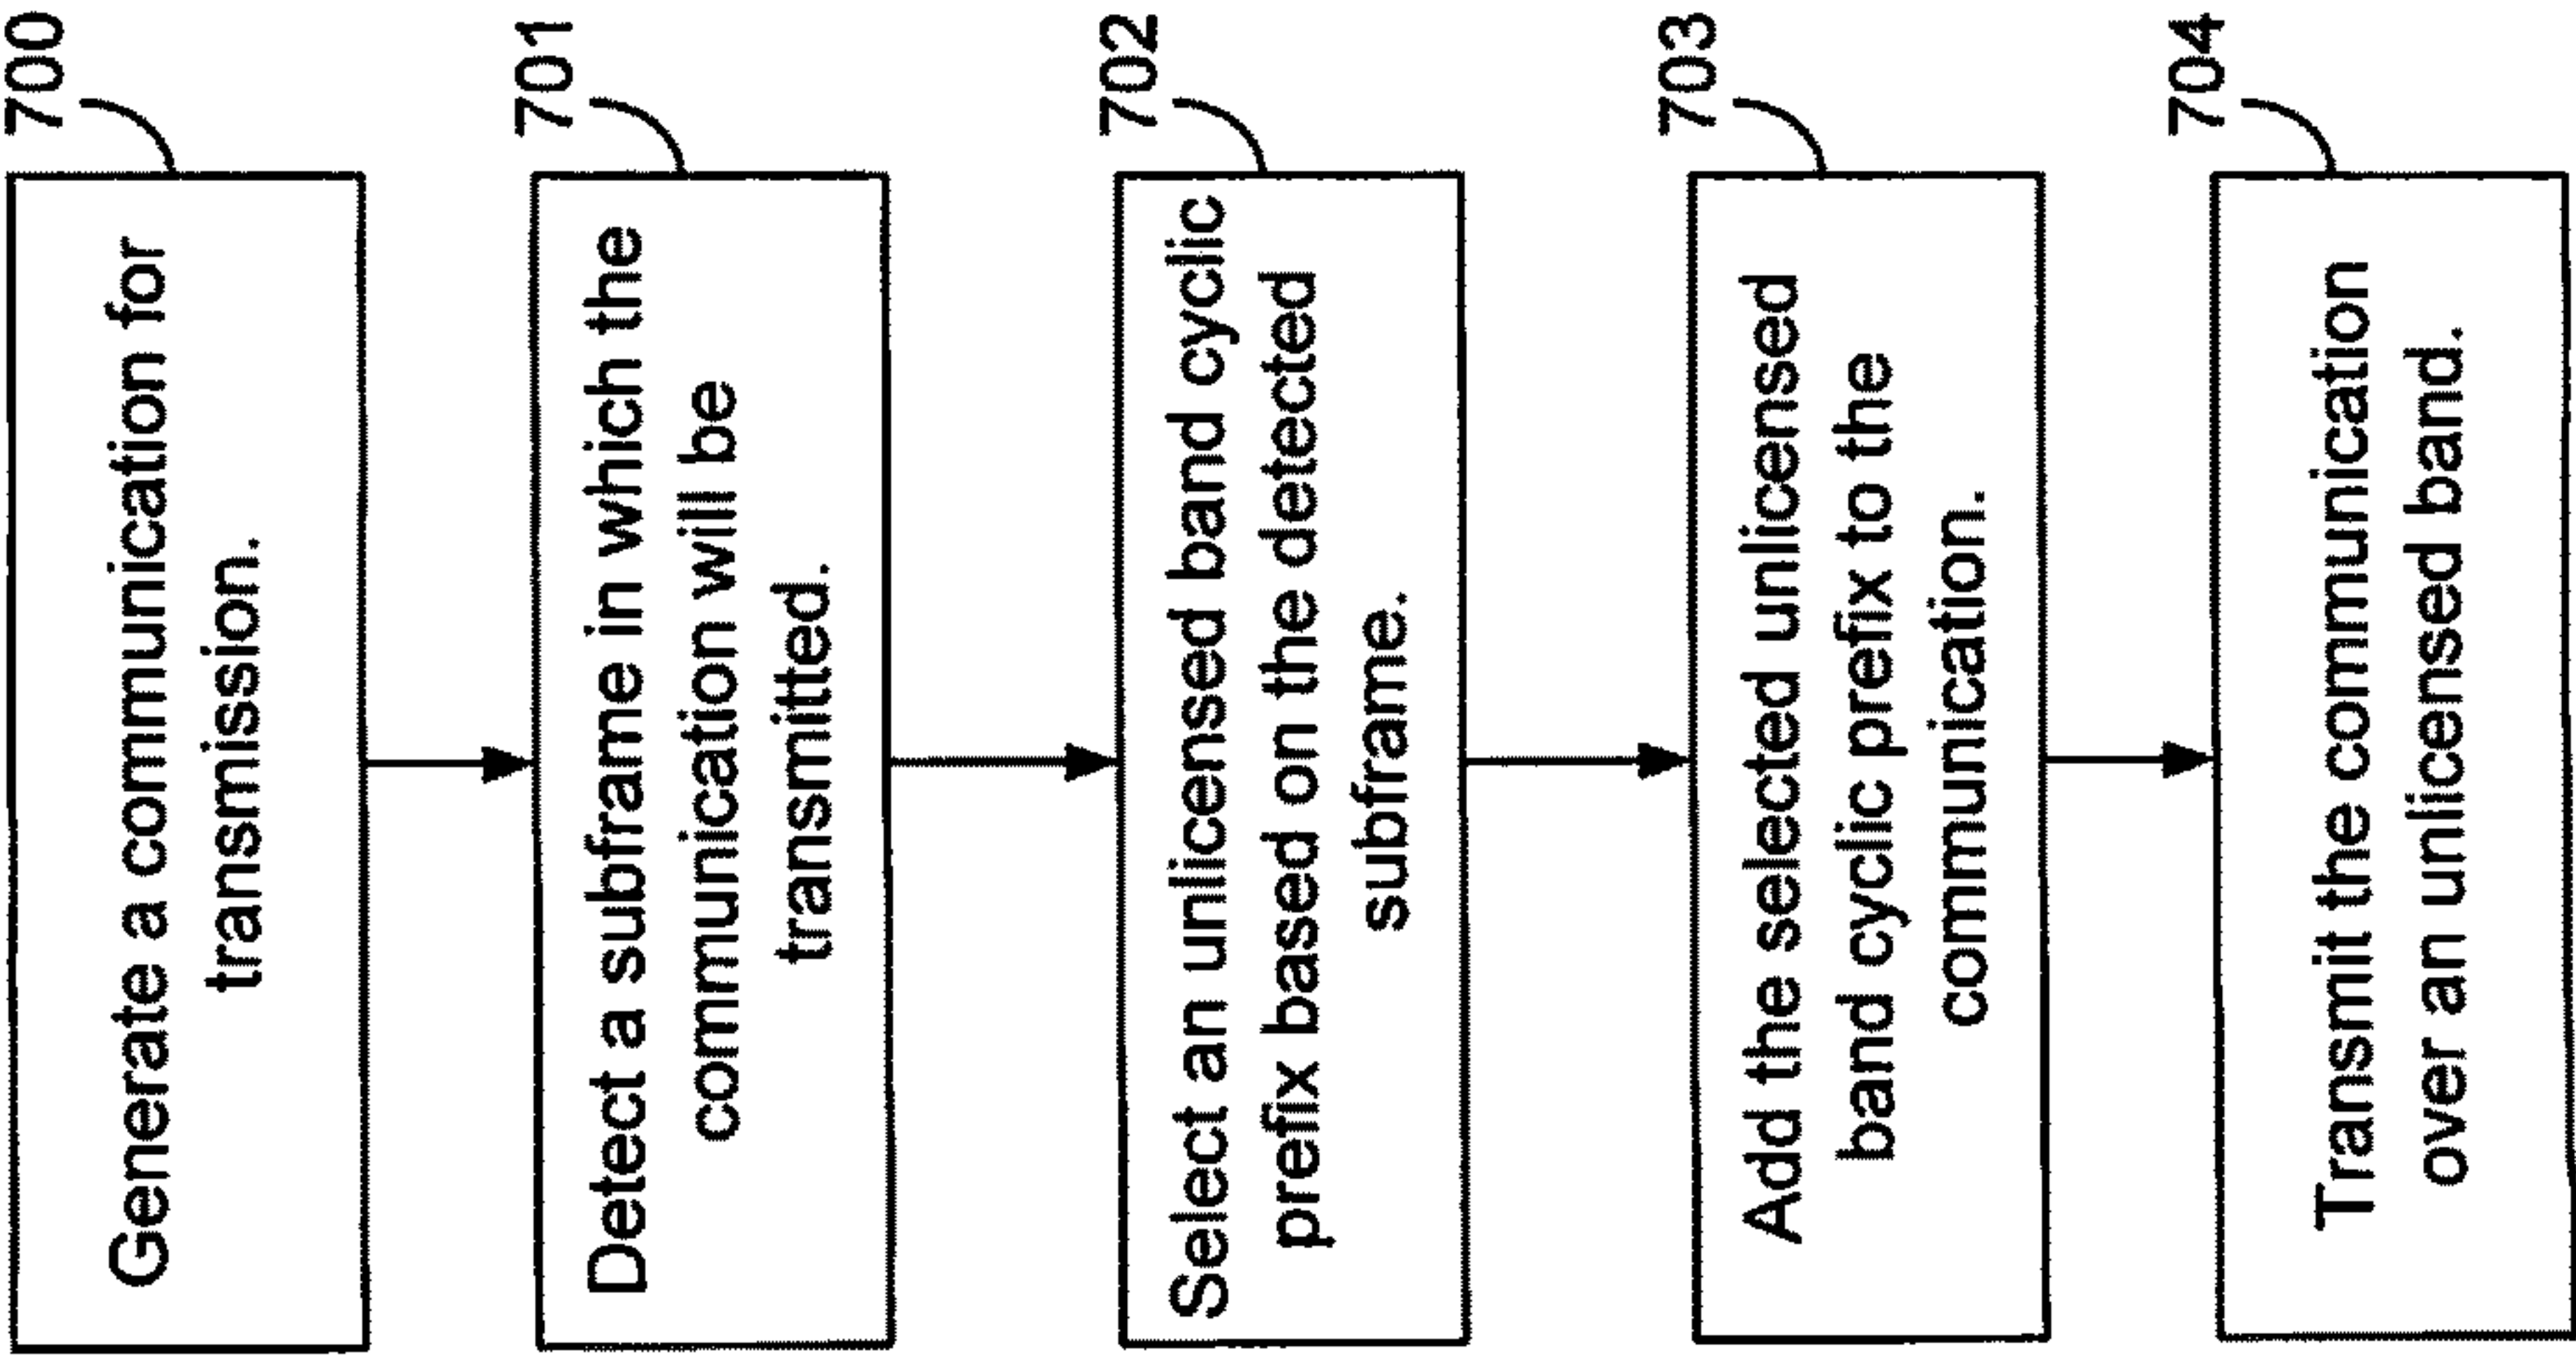 700
Generate a communication for
transmission.
701
Detect a subframe in which the
communication will be
transmitted.
702
Select an unlicensed band cyclic
prefix based on the detected
subframe.
703
Add the selected unlicensed
band cyclic prefix to the
communication.
704
Transmit the communication
over an unlicensed band.